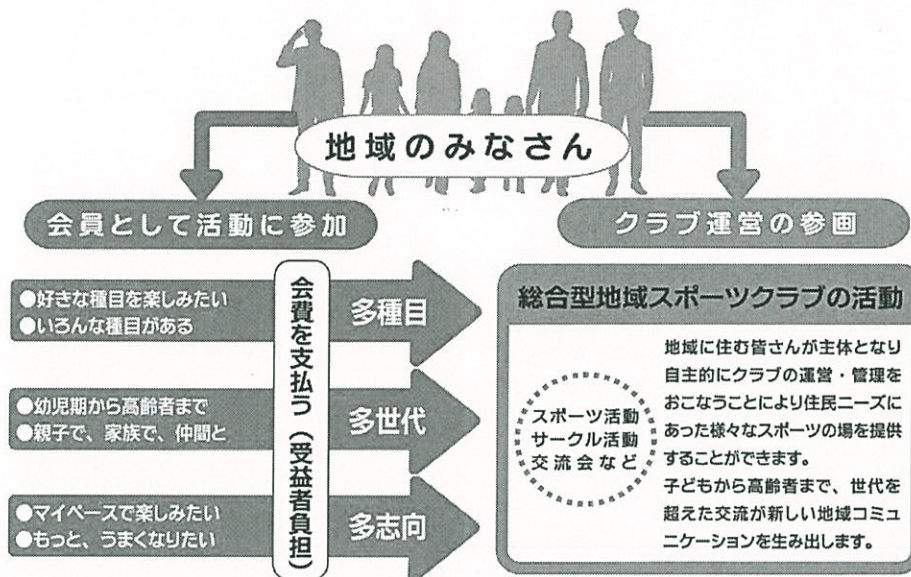 地域のみなさん
会員として活動に参加
クラブ運営の参画
●好きな種目を楽しみたい
●いろんな種目がある
多種目
●幼児期から高齢者まで
●親子で、家族で、仲間と
多世代
●マイペースで楽しみたい
●もっと、うまくなりたい
多志向
会費を支払う（受益者負担）
総合型地域スポーツクラブの活動
スポーツ活動
サークル活動
交流会など
地域に住む皆さんが主体となり
自主的にクラブの運営・管理を
おこなうことにより住民ニーズに
あった様々なスポーツの場を提供
することができます。
子どもから高齢者まで、世代を
超えた交流が新しい地域コミュ
ニケーションを生み出します。